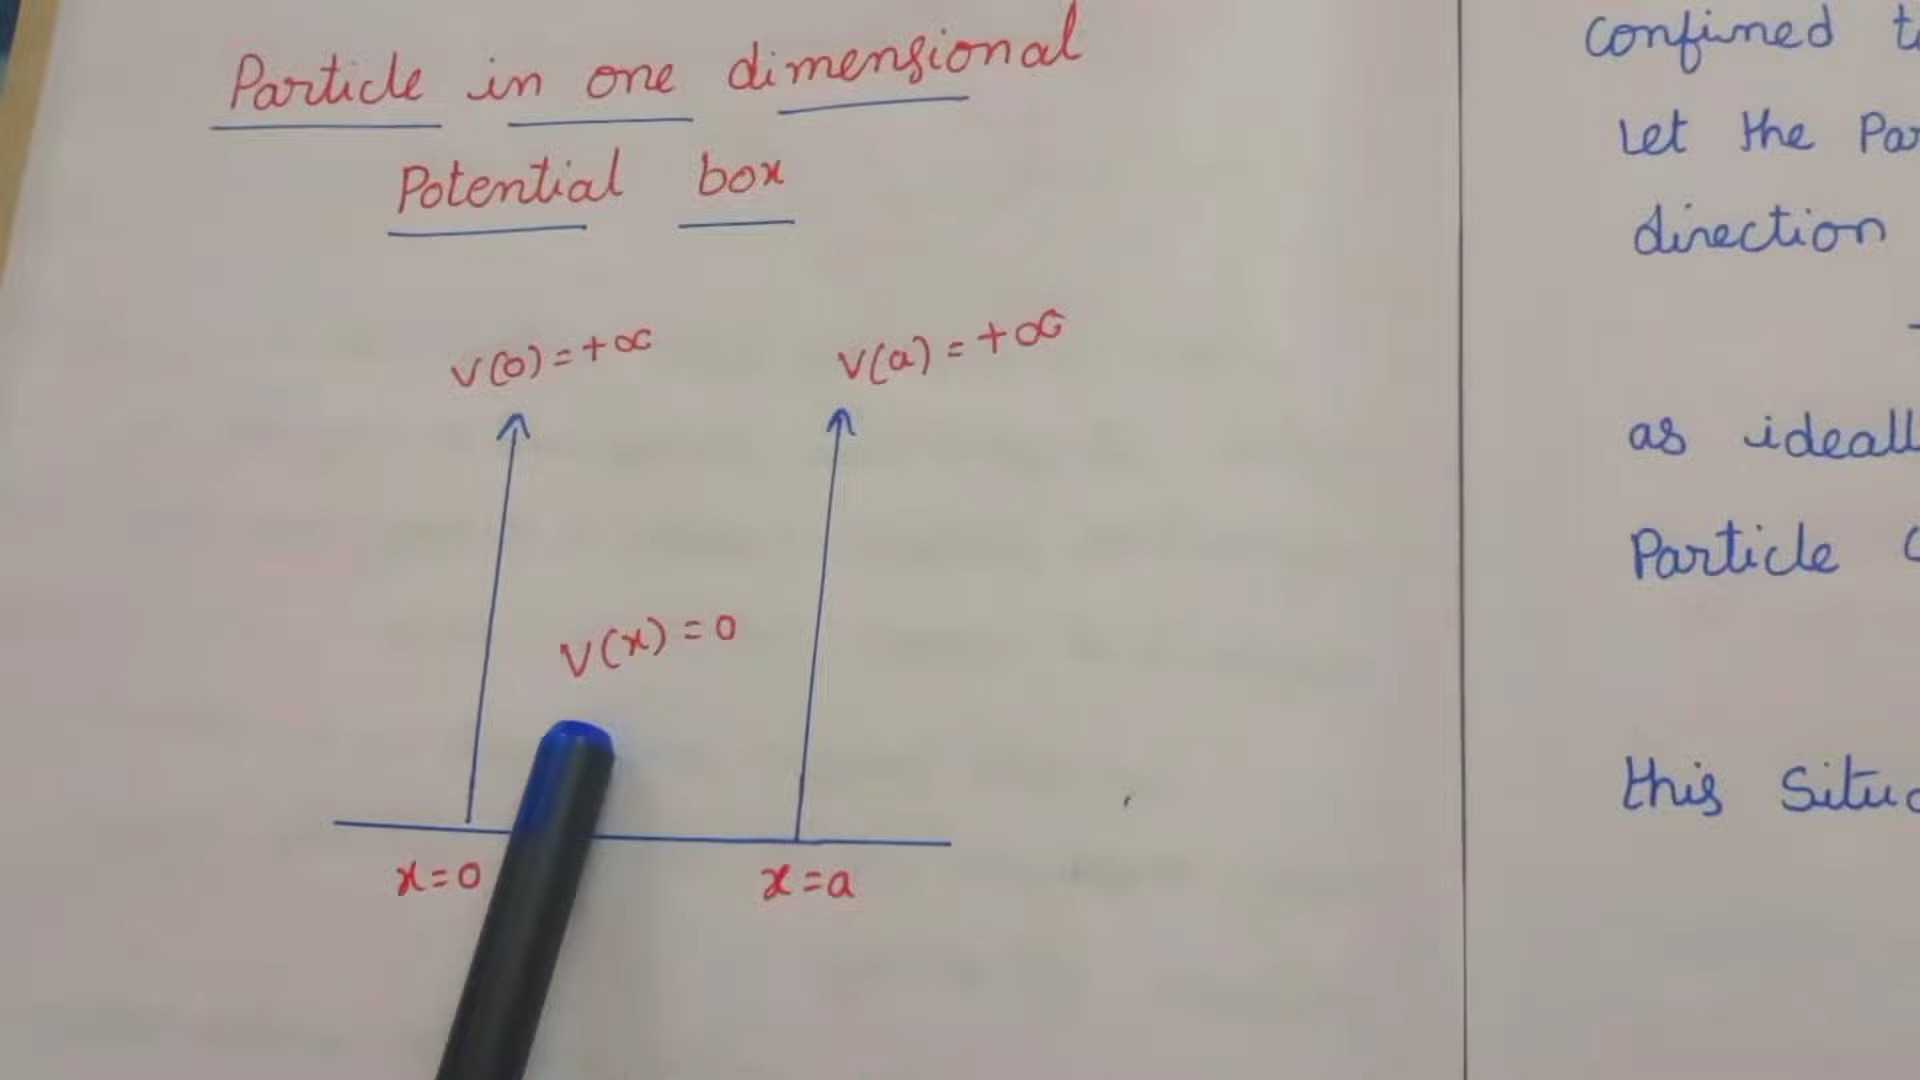 Particle in one dimensional
Potential box
V(0) = +∞
V(a) = +∞
V(x) = 0
x=0
x=a
confined
Let the
direction
as
Particle
this